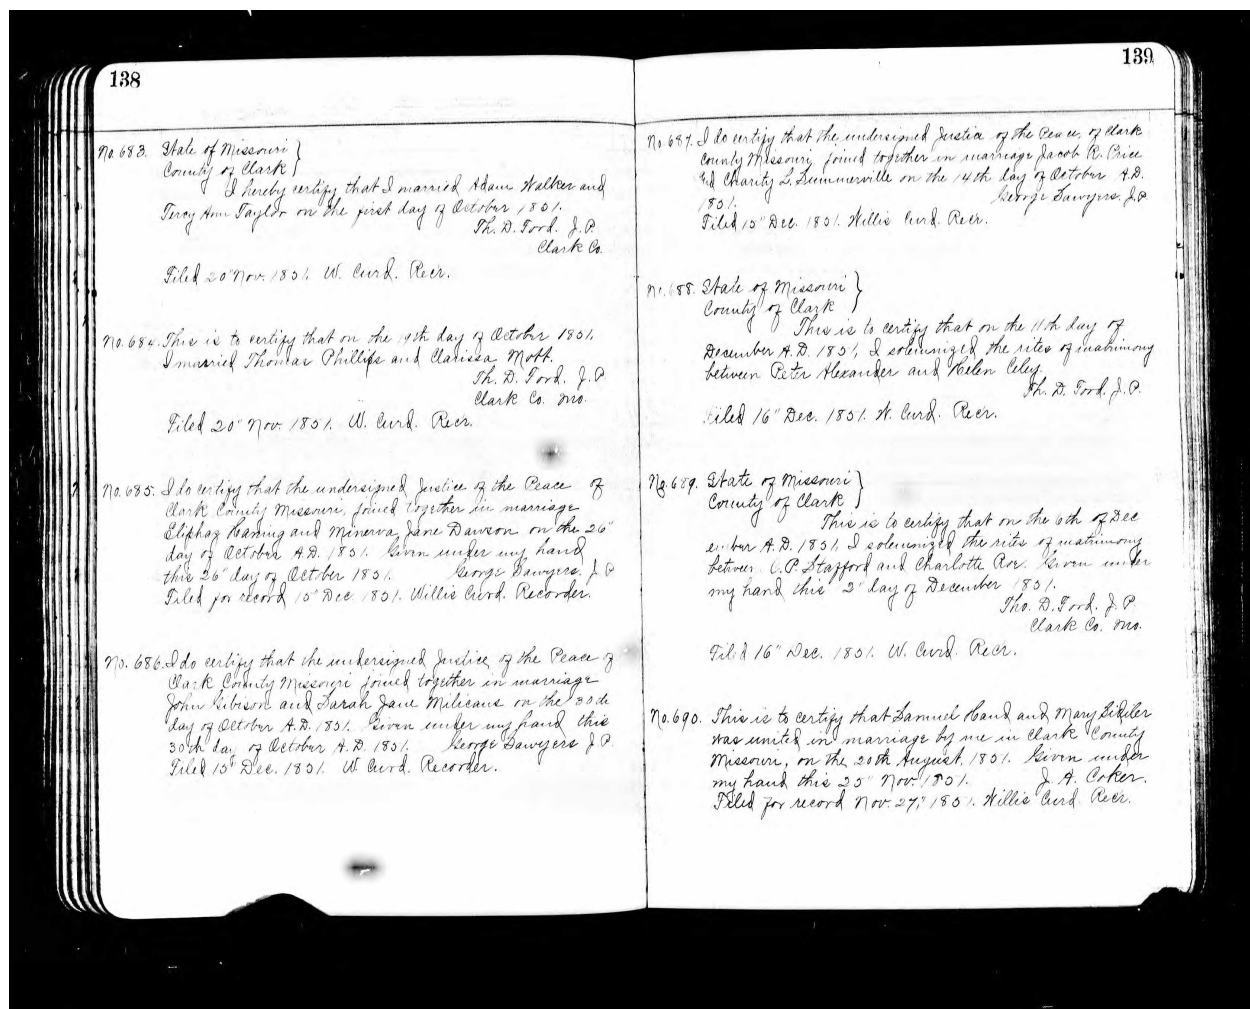 138
No. 683. State of Missouri }
County of Clark }
I hereby certify that I married Adam Walker and
Tercy Ann Taylor on the first day of October 1851.
Th. D. Ford. J. P.
Clark Co.
Filed 20" Nov. 1851. W. Curd. Recr.
No. 684. This is to certify that on the 19th day of October 1851.
I married Thomas Phillips and Clarissa Mott.
Th. D. Ford. J. P.
Clark Co. Mo.
Filed 20" Nov. 1851. W. Curd. Recr.
No. 685. I do certify that the undersigned Justice of the Peace of
Clark County Missouri, joined together in marriage
Eliphaz Haming and Minerva Jane Dawson on the 26"
day of October A.D. 1851. Given under my hand
this 26" day of Octber 1851. George Sawyers. J. P.
Filed for record 15" Dec. 1851. Willis Curd. Recorder.
No. 686. I do certify that the undersigned Justice of the Peace of
Clark County Missouri joined together in marriage
John Gibison and Sarah Jane Milicans on the 30th
day of October A.D. 1851. Given under my hand this
30th day of October A.D. 1851. George Sawyers J. P.
Filed 15" Dec. 1851. W. Curd. Recorder.
139
No. 687. I do certify that the undersigned Justice of the Peace, of Clark
County Missouri, joined together in marriage Jacob R. Price
and Charity L. Summerville on the 14th day of October A.D.
1851. George Sawyers. J. P.
Filed 15" Dec. 1851. Willis Curd. Recr.
No. 688. State of Missouri }
County of Clark }
This is to certify that on the 11th day of
December A.D. 1851, I solemnized the rites of matrimony
between Peter Alexander and Helen Celey.
Th. D. Ford. J. P.
Filed 16" Dec. 1851. W. Curd. Recr.
No. 689. State of Missouri }
County of Clark }
This is to certify that on the 6th of Dec
ember A.D. 1851, I solemnized the rites of matrimony
between P. Stafford and Charlotte Roe. Given under
my hand this 2" day of December 1851.
Tho. D. Ford. J. P.
Clark Co. Mo.
Filed 16" Dec. 1851. W. Curd. Recr.
No. 690. This is to certify that Samuel Hand and Mary
was united in marriage by me in Clark County
Missouri, on the 20th August, 1851. Given under
my hand this 25" Nov. 1851. J. A. Coker.
Filed for record Nov. 27," 1851. Willis Curd Recr.